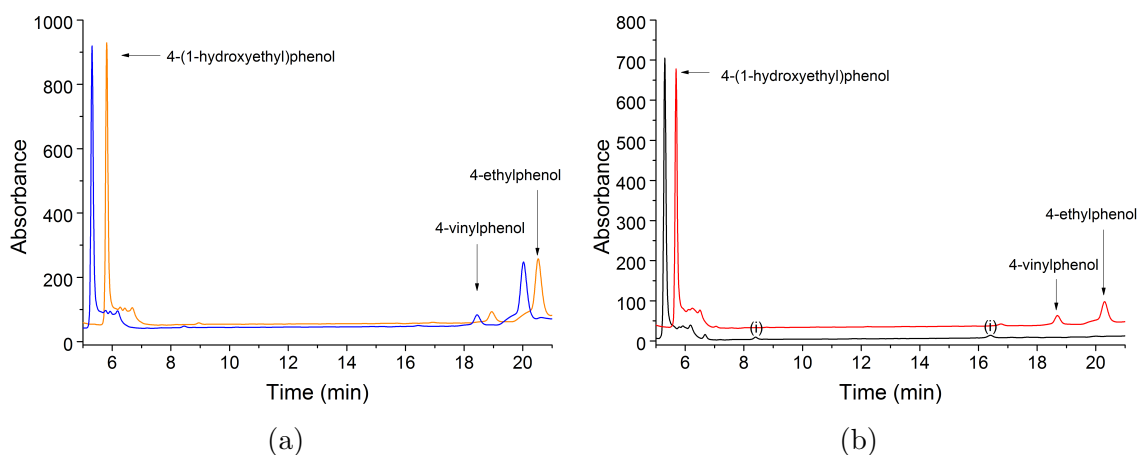 1000
800
600
400
200
0
Absorbance
4-(1-hydroxyethyl)phenol
4-ethylphenol
4-vinylphenol
6 8 10 12 14 16 18 20
Time (min)
(a)
800
700
600
500
400
300
200
100
0
Absorbance
4-(1-hydroxyethyl)phenol
4-ethylphenol
4-vinylphenol
(i) (i)
6 8 10 12 14 16 18 20
Time (min)
(b)